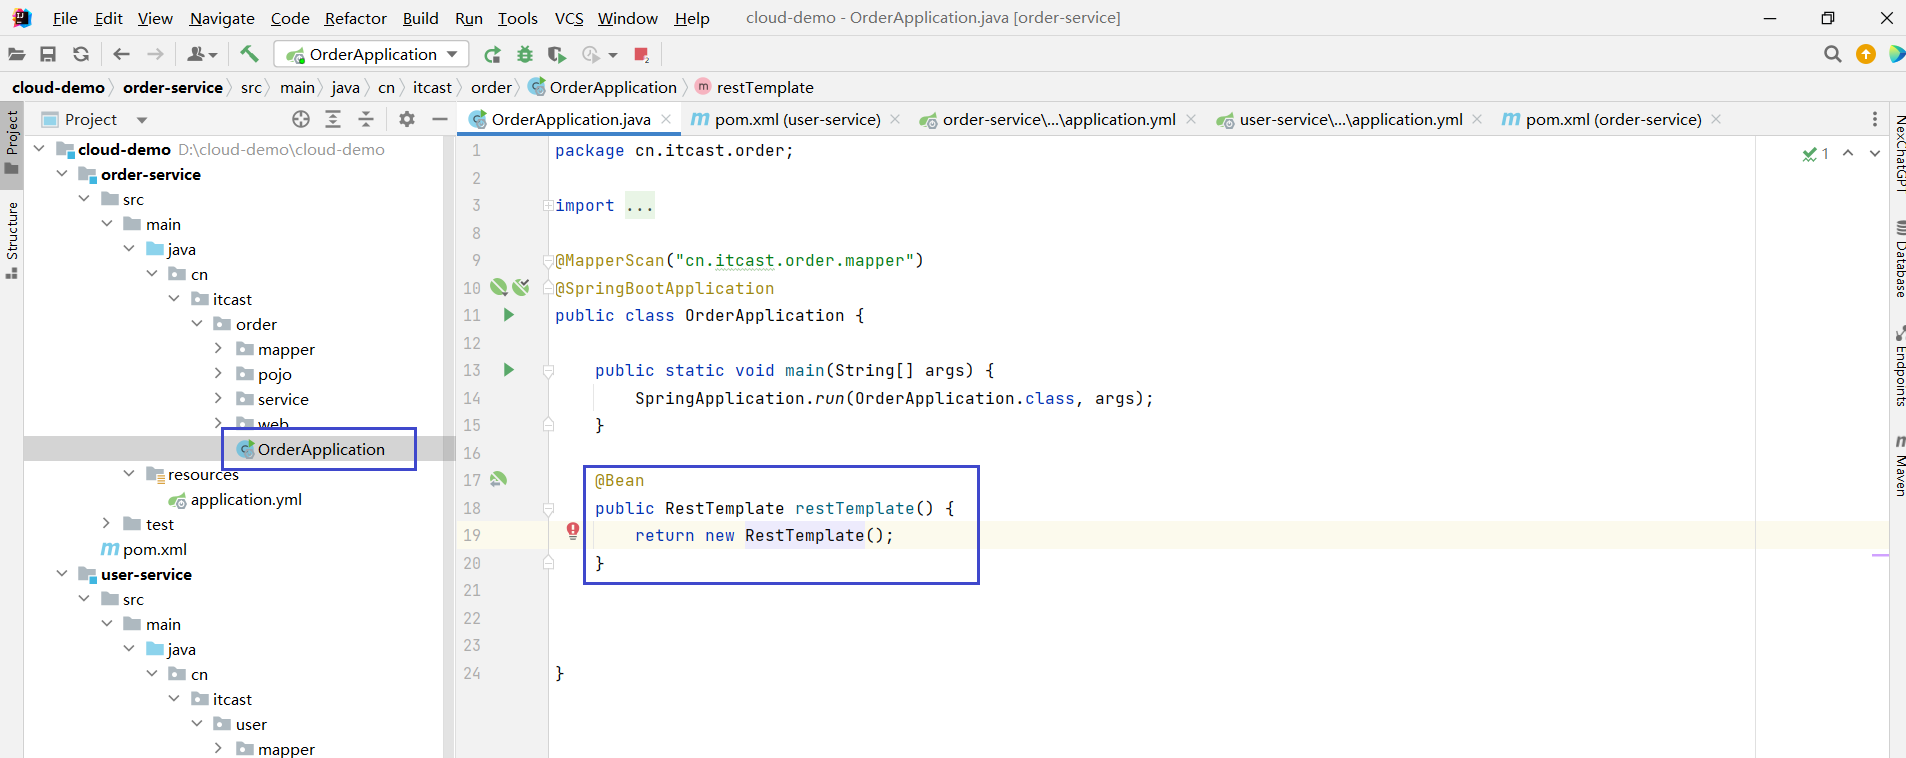 File Edit View Navigate Code Refactor Build Run Tools VCS Window Help cloud-demo - OrderApplication.java [order-service]
OrderApplication
cloud-demo order-service src main java cn itcast order OrderApplication restTemplate
Project
OrderApplication.java pom.xml (user-service) order-service\...\application.yml user-service\...\application.yml pom.xml (order-service)
Project
Structure
cloud-demo D:\cloud-demo\cloud-demo
order-service
src
main
java
cn
itcast
order
mapper
pojo
service
web
OrderApplication
resources
application.yml
test
pom.xml
user-service
src
main
java
cn
itcast
user
mapper
1 package cn.itcast.order;
2
3 import ...
8
9 @MapperScan("cn.itcast.order.mapper")
10 @SpringBootApplication
11 public class OrderApplication {
12
13 public static void main(String[] args) {
14 SpringApplication.run(OrderApplication.class, args);
15 }
16
17 @Bean
18 public RestTemplate restTemplate() {
19 return new RestTemplate();
20 }
21
22
23
24 }
1
NexChatGPT
Database
Endpoints
Maven